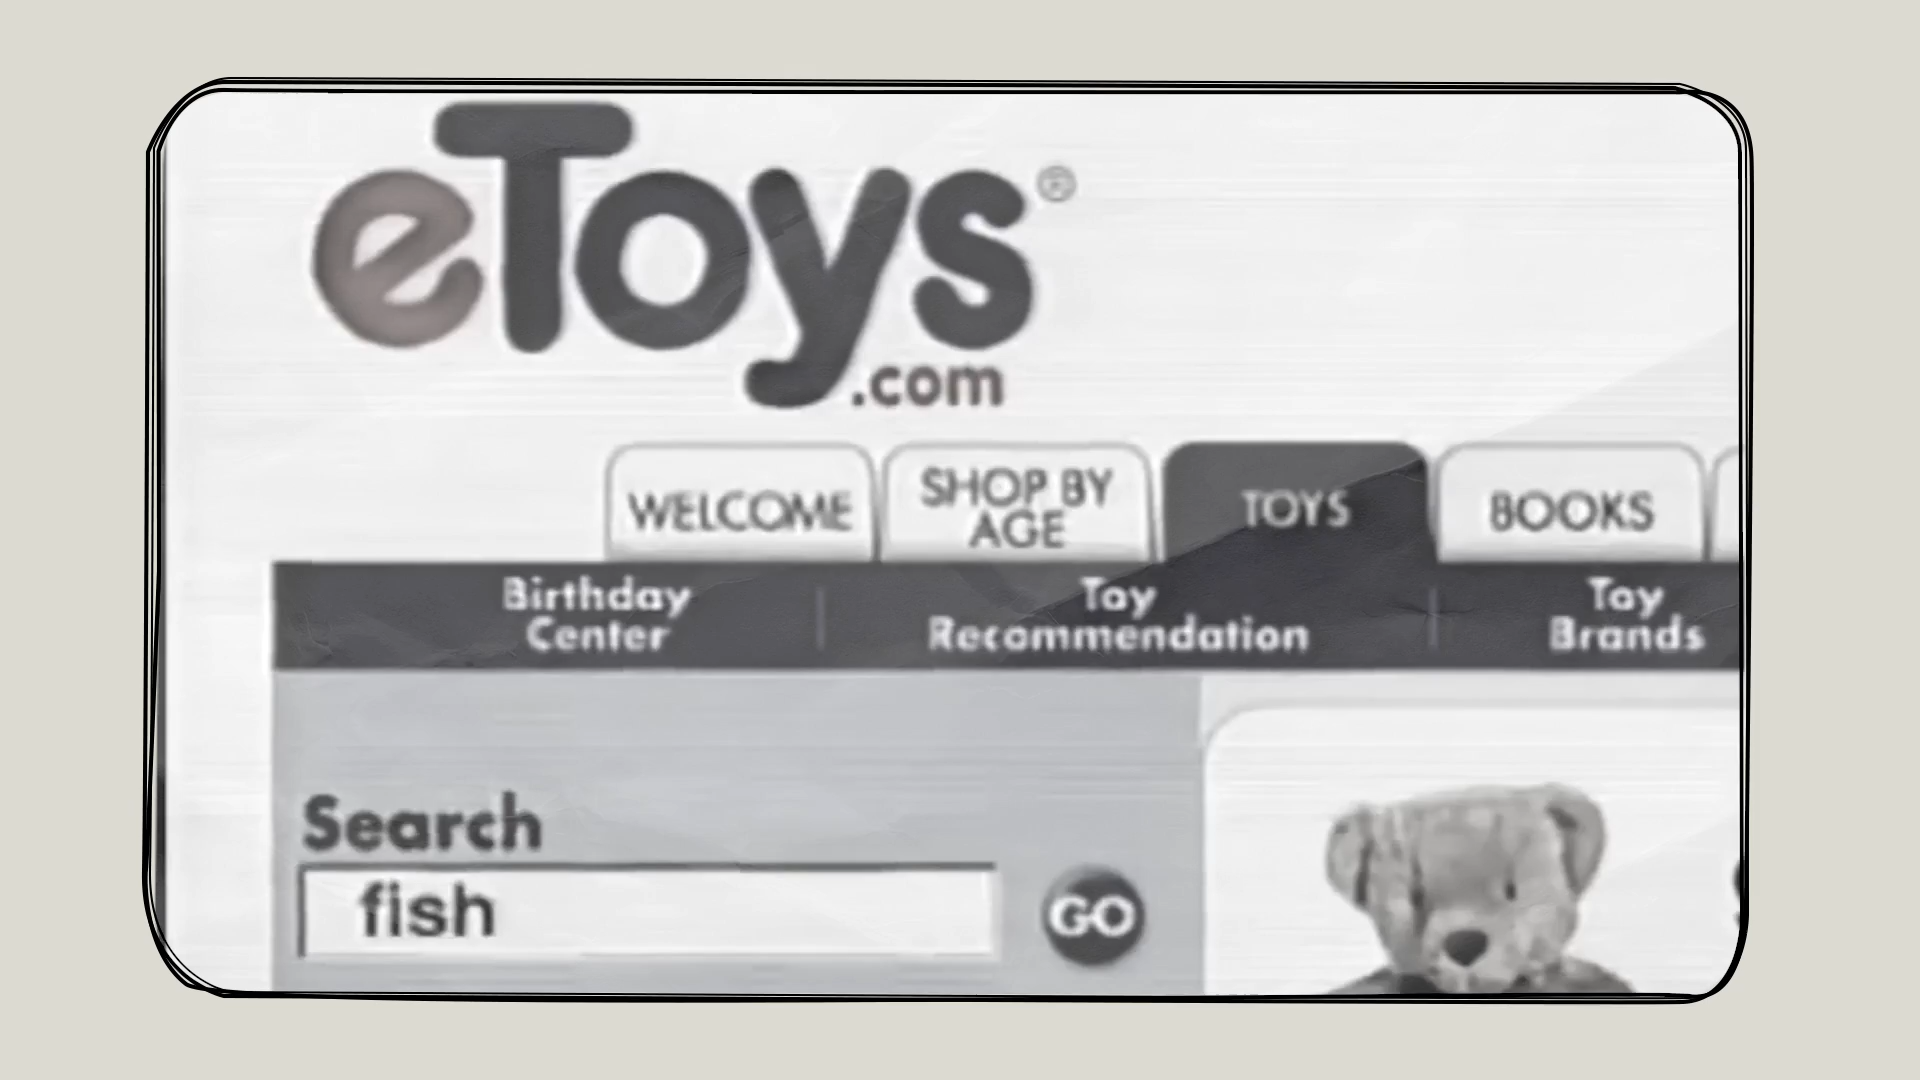 eToys®
.com
WELCOME
SHOP BY
AGE
TOYS
BOOKS
Birthday
Center
Toy
Recommendation
Toy
Brands
Search
fish
GO